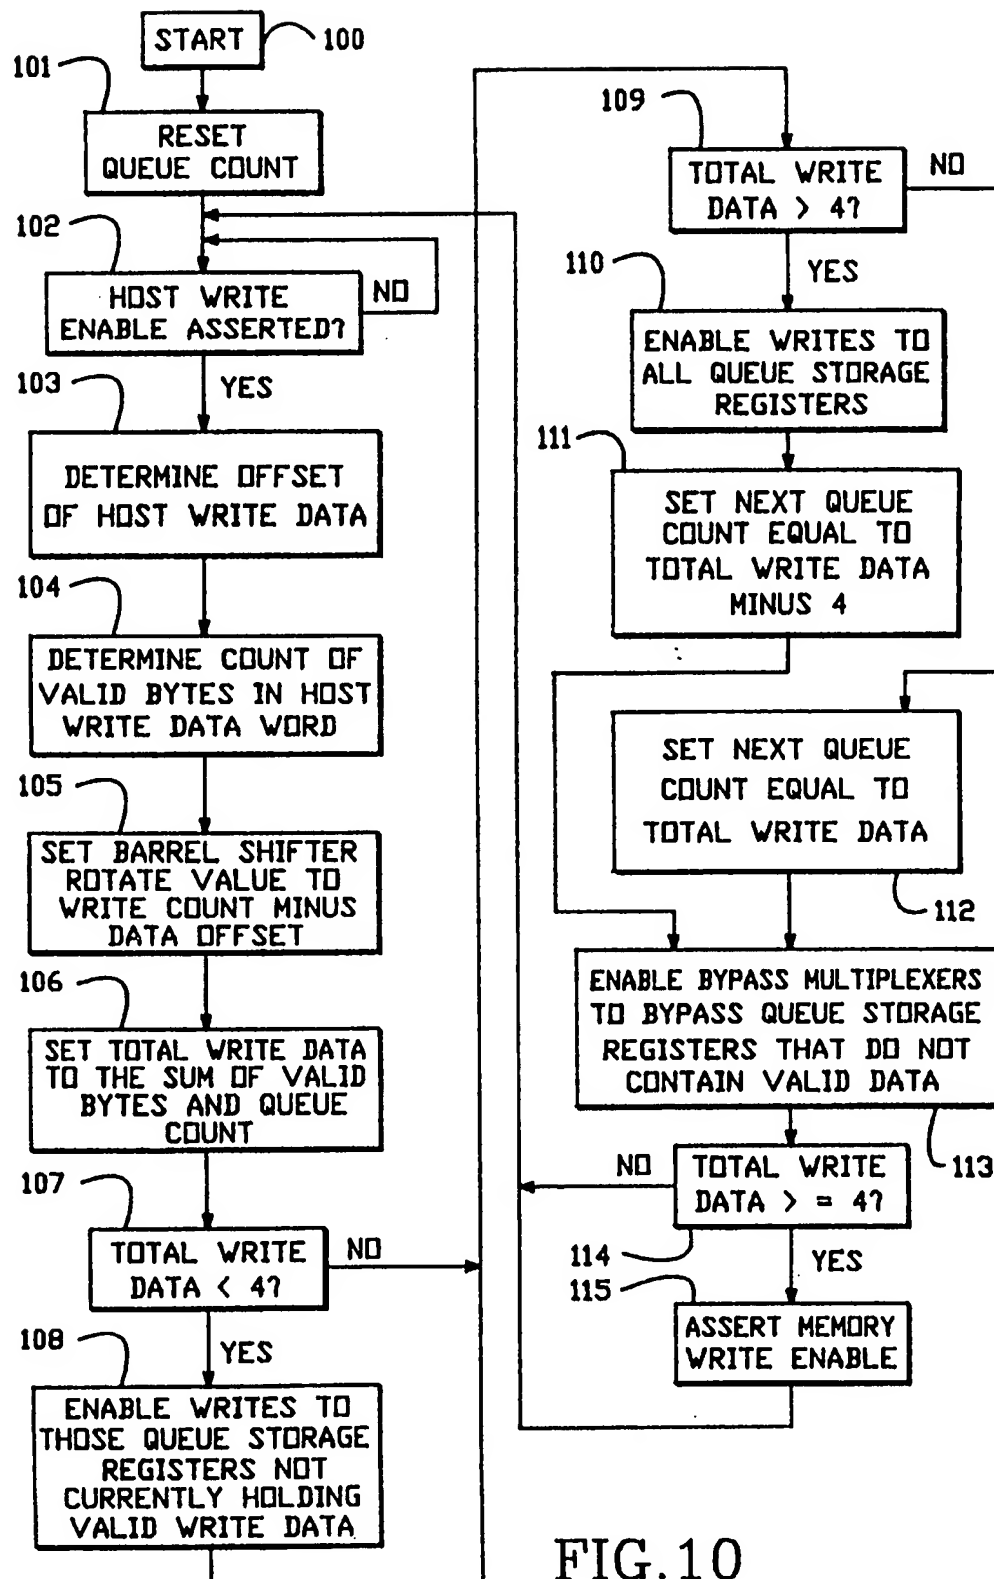 START
100
101
RESET
QUEUE COUNT
102
HOST WRITE
ENABLE ASSERTED?
NO
YES
103
DETERMINE OFFSET
OF HOST WRITE DATA
104
DETERMINE COUNT OF
VALID BYTES IN HOST
WRITE DATA WORD
105
SET BARREL SHIFTER
ROTATE VALUE TO
WRITE COUNT MINUS
DATA OFFSET
106
SET TOTAL WRITE DATA
TO THE SUM OF VALID
BYTES AND QUEUE
COUNT
107
TOTAL WRITE
DATA < 4?
NO
YES
108
ENABLE WRITES TO
THOSE QUEUE STORAGE
REGISTERS NOT
CURRENTLY HOLDING
VALID WRITE DATA
109
TOTAL WRITE
DATA > 4?
NO
YES
110
ENABLE WRITES TO
ALL QUEUE STORAGE
REGISTERS
111
SET NEXT QUEUE
COUNT EQUAL TO
TOTAL WRITE DATA
MINUS 4
SET NEXT QUEUE
COUNT EQUAL TO
TOTAL WRITE DATA
112
ENABLE BYPASS MULTIPLEXERS
TO BYPASS QUEUE STORAGE
REGISTERS THAT DO NOT
CONTAIN VALID DATA
113
NO
TOTAL WRITE
DATA > = 4?
114
YES
115
ASSERT MEMORY
WRITE ENABLE
FIG.10